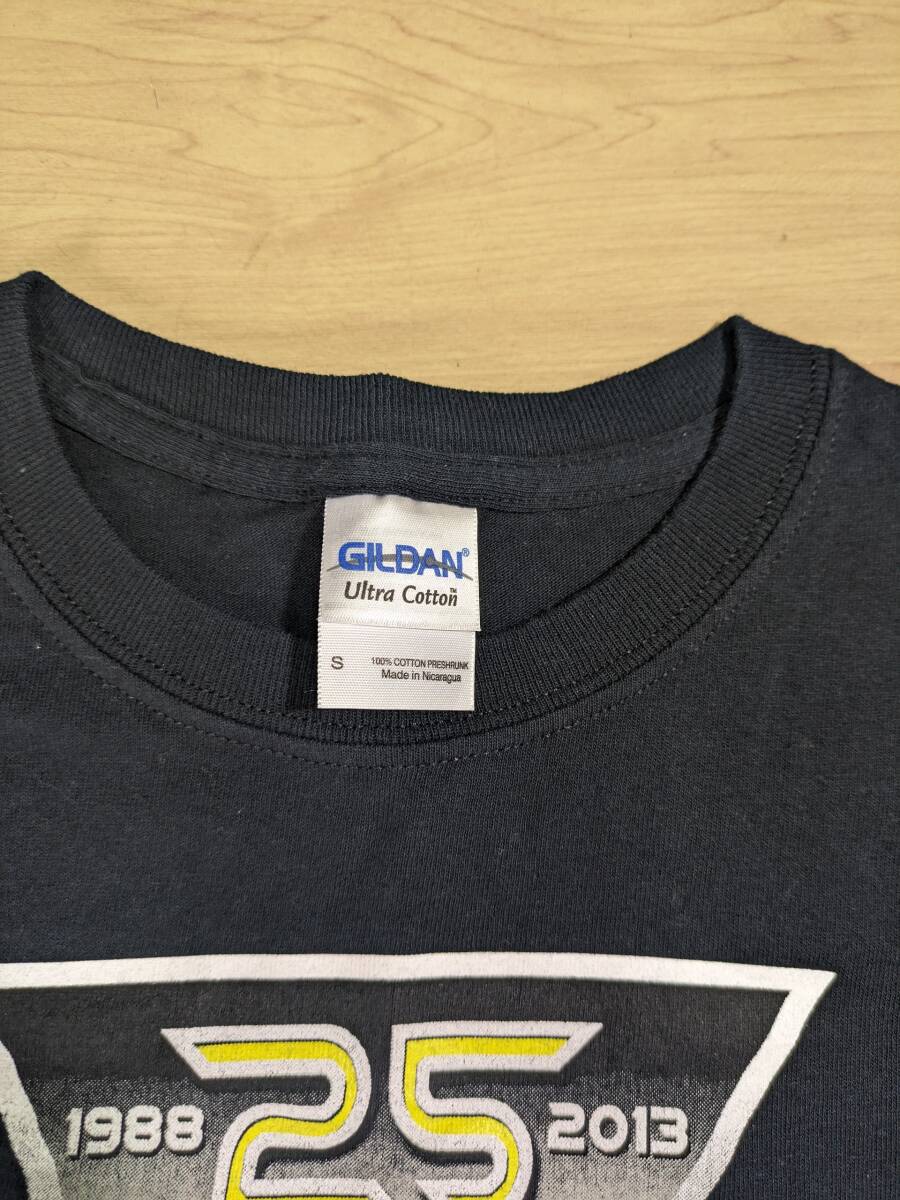 GILDAN®
Ultra Cotton™
S 100% COTTON PRESHRUNK
Made in Nicaragua
25
1988 2013